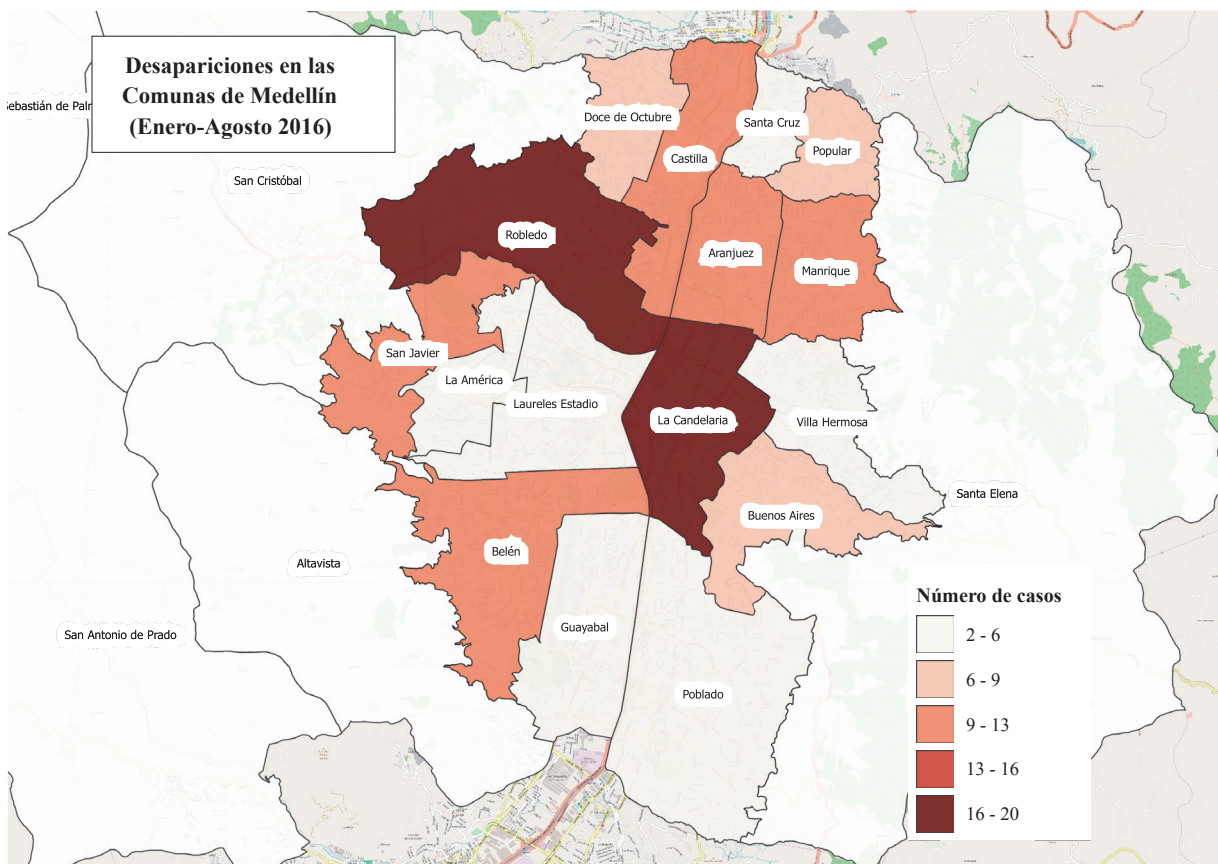 Desapariciones en las
Comunas de Medellín
(Enero-Agosto 2016)
Sebastián de Palm
San Cristóbal
Doce de Octubre
Santa Cruz
Castilla
Popular
Robledo
Aranjuez
Manrique
San Javier
La América
Laureles Estadio
La Candelaria
Villa Hermosa
Santa Elena
Buenos Aires
Belén
Altavista
San Antonio de Prado
Guayabal
Poblado
Número de casos
2 - 6
6 - 9
9 - 13
13 - 16
16 - 20